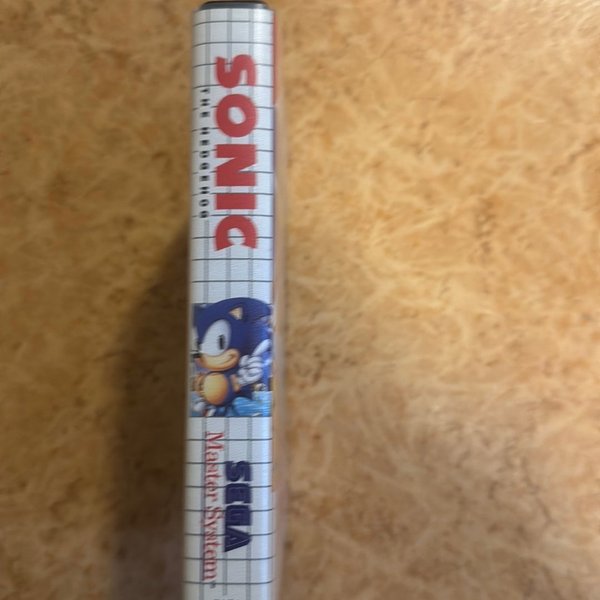 SONIC
THE HEDGEHOG
SEGA
Master System